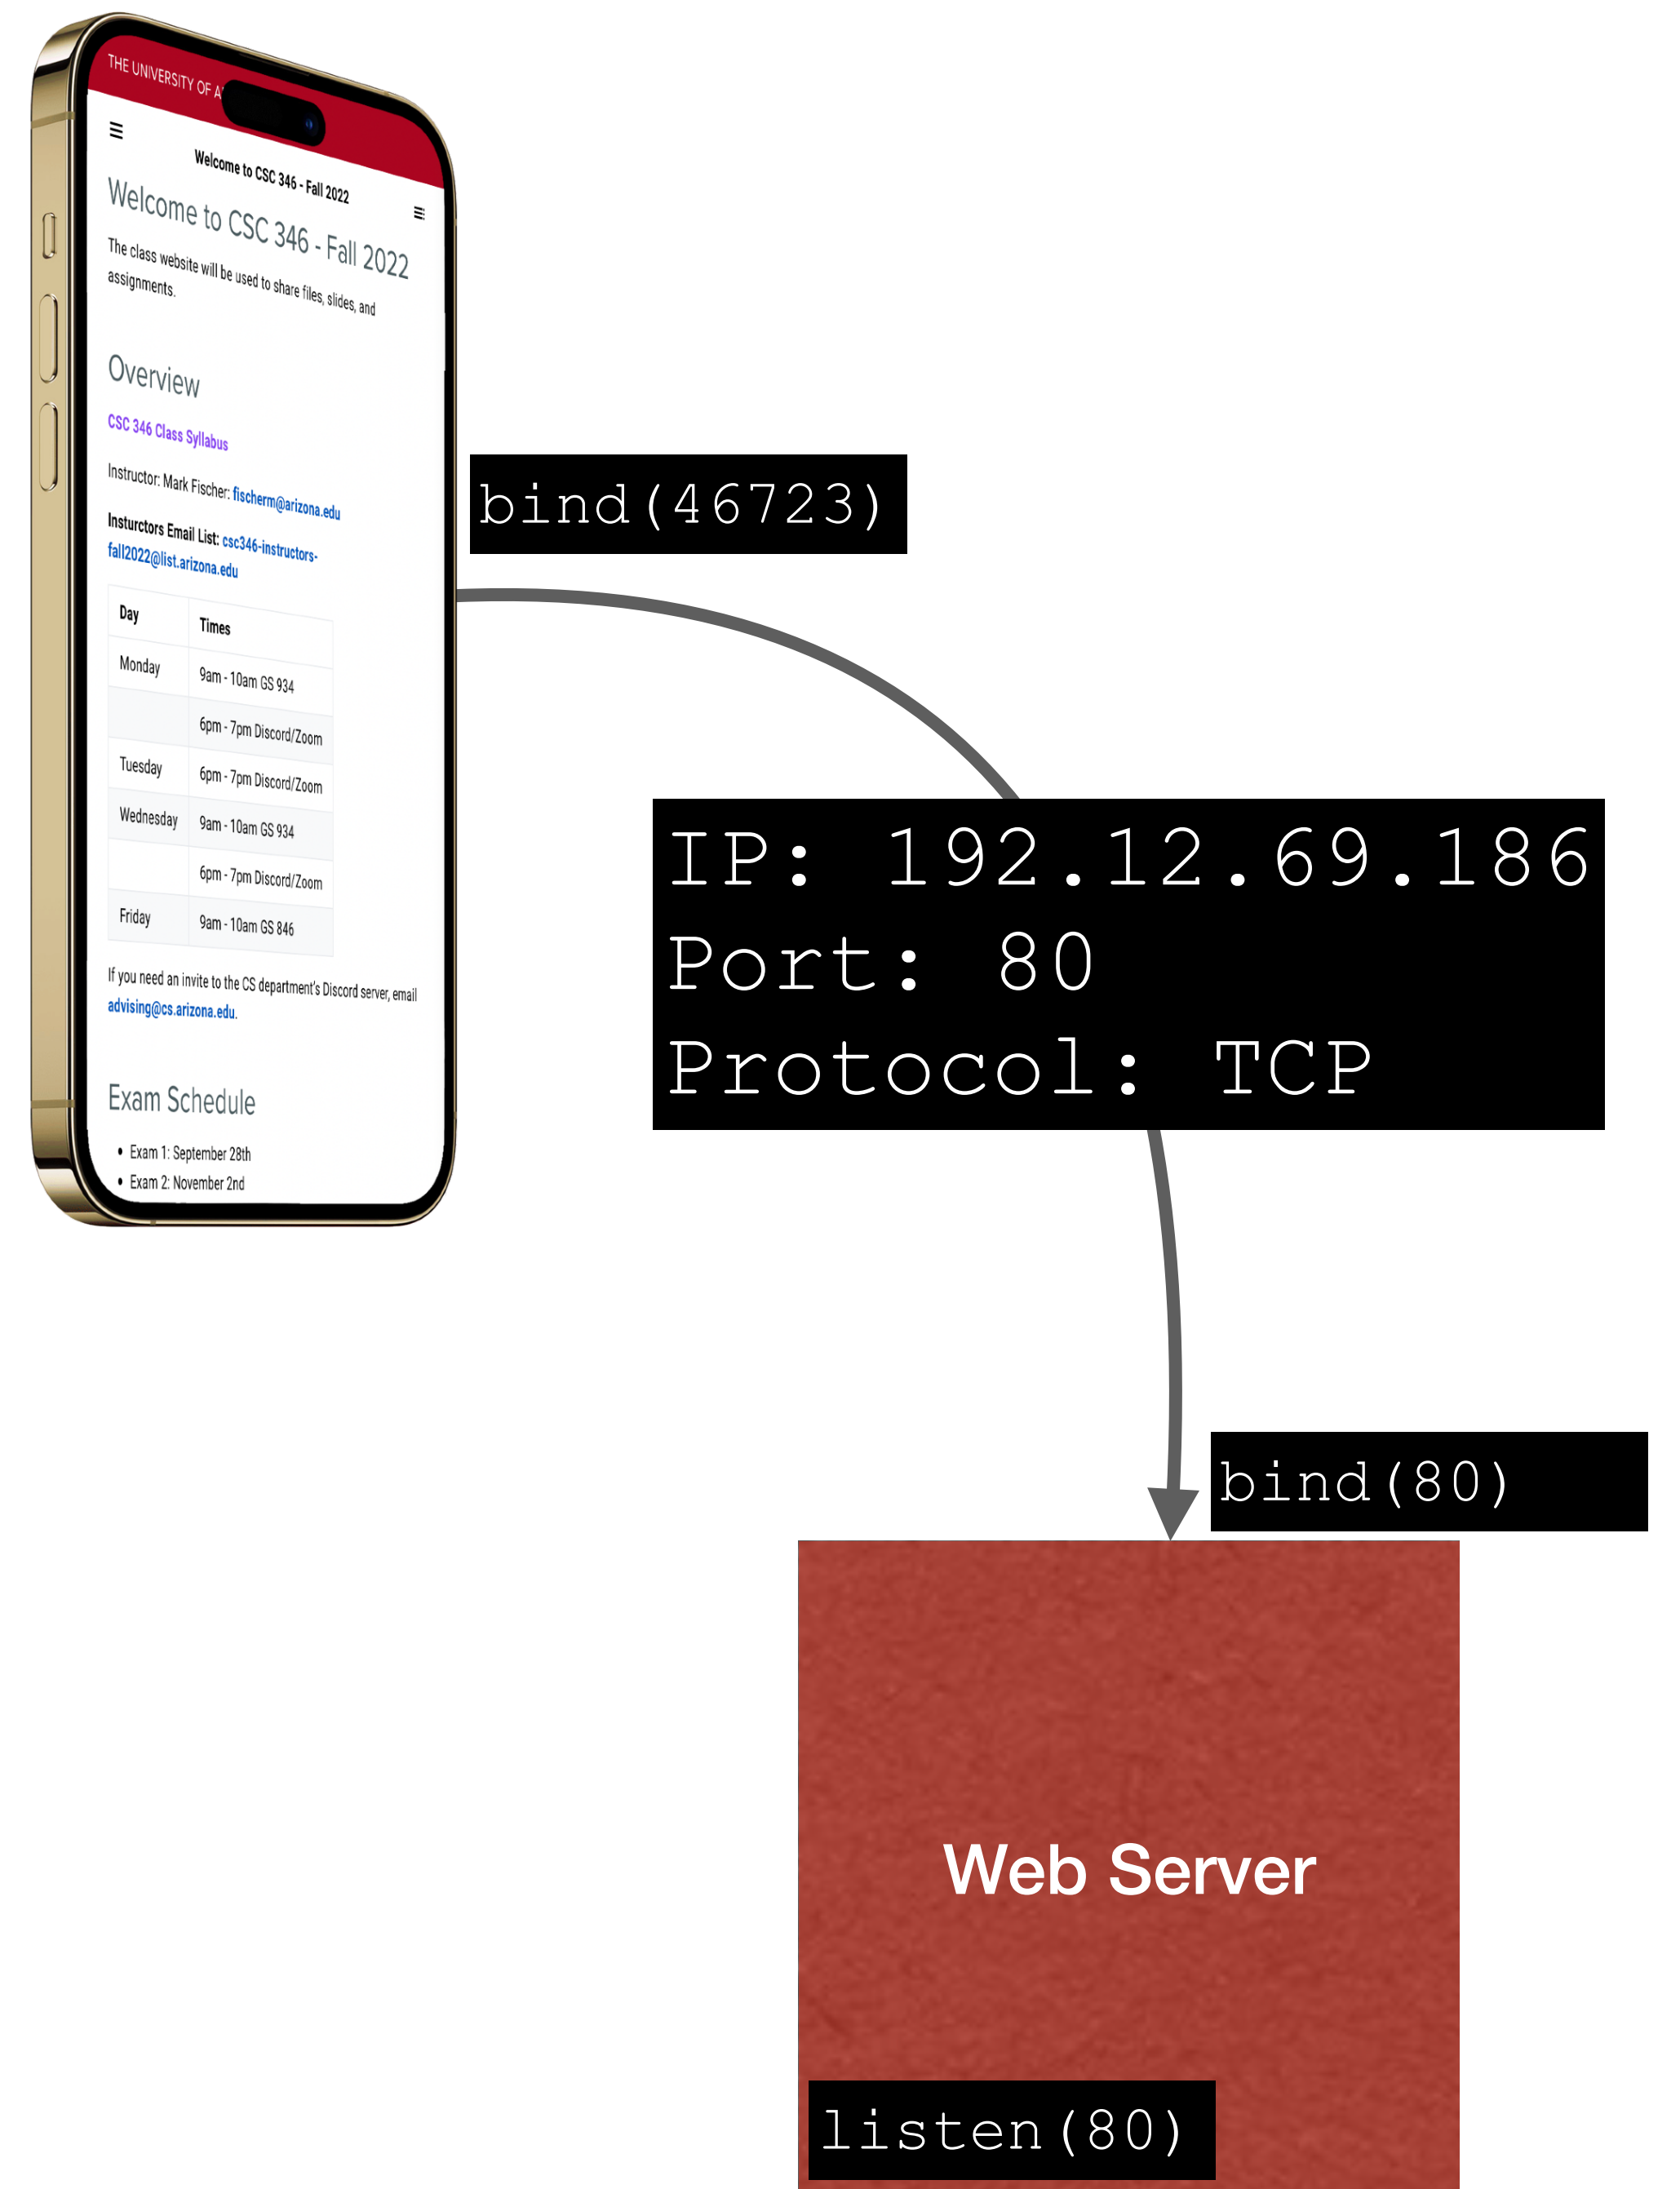 THE UNIVERSITY OF A
Welcome to CSC 346 - Fall 2022
Welcome to CSC 346 - Fall 2022
The class website will be used to share files, slides, and
assignments.
Overview
CSC 346 Class Syllabus
Instructor: Mark Fischer: fischerm@arizona.edu
Insturctors Email List: csc346-instructors-
fall2022@list.arizona.edu
Day Times
Monday 9am - 10am GS 934
6pm - 7pm Discord/Zoom
Tuesday 6pm - 7pm Discord/Zoom
Wednesday 9am - 10am GS 934
6pm - 7pm Discord/Zoom
Friday 9am - 10am GS 846
If you need an invite to the CS department's Discord server, email
advising@cs.arizona.edu.
Exam Schedule
• Exam 1: September 28th
• Exam 2: November 2nd
bind(46723)
IP: 192.12.69.186
Port: 80
Protocol: TCP
bind(80)
Web Server
listen(80)